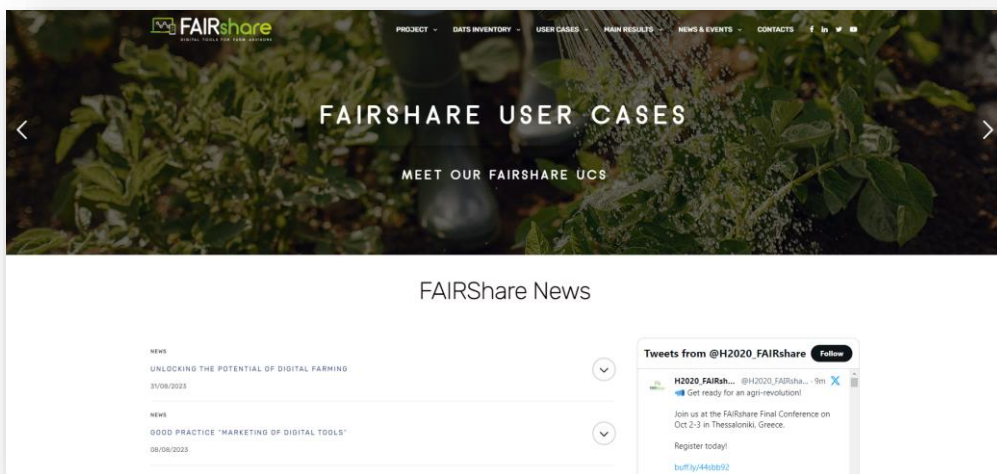 FAIRshare
DIGITAL TOOLS FOR FARM ADVISORS
PROJECT DATS INVENTORY USER CASES MAIN RESULTS NEWS & EVENTS CONTACTS
FAIRSHARE USER CASES
MEET OUR FAIRSHARE UCS
FAIRShare News
NEWS
UNLOCKING THE POTENTIAL OF DIGITAL FARMING
31/08/2023
NEWS
GOOD PRACTICE "MARKETING OF DIGITAL TOOLS"
08/08/2023
Tweets from @H2020_FAIRshare Follow
H2020_FAIRsh... @H2020_FAIRsha... · 9m
Get ready for an agri-revolution!
Join us at the FAIRshare Final Conference on
Oct 2-3 in Thessaloniki, Greece.
Register today!
buff.ly/44sbb92